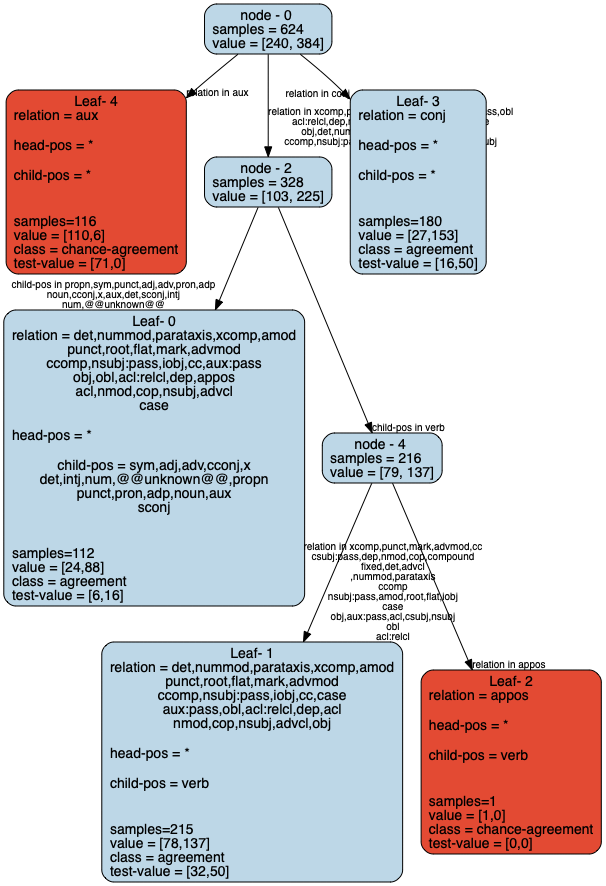 node - 0
samples = 624
value = [240, 384]
relation in aux
relation in conj
relation in xcomp,
acl:relcl,dep,
obj,det,num
ccomp,nsubj:pa
Leaf- 4
relation = aux
head-pos = *
child-pos = *
samples=116
value = [110,6]
class = chance-agreement
test-value = [71,0]
node - 2
samples = 328
value = [103, 225]
Leaf- 3
relation = conj
head-pos = *
child-pos = *
samples=180
value = [27,153]
class = agreement
test-value = [16,50]
child-pos in propn,sym,punct,adj,adv,pron,adp
noun,cconj,x,aux,det,sconj,intj
num,@@unknown@@
Leaf- 0
relation = det,nummod,parataxis,xcomp,amod
punct,root,flat,mark,advmod
ccomp,nsubj:pass,iobj,cc,aux:pass
obj,obl,acl:relcl,dep,appos
acl,nmod,cop,nsubj,advcl
case
head-pos = *
child-pos = sym,adj,adv,cconj,x
det,intj,num,@@unknown@@,propn
punct,pron,adp,noun,aux
sconj
samples=112
value = [24,88]
class = agreement
test-value = [6,16]
child-pos in verb
node - 4
samples = 216
value = [79, 137]
relation in xcomp,punct,mark,advmod,cc
csubj:pass,dep,nmod,cop,compound
fixed,det,advcl
,nummod,parataxis
ccomp
nsubj:pass,amod,root,flat,iobj
case
obj,aux:pass,acl,csubj,nsubj
obl
acl:relcl
relation in appos
Leaf- 1
relation = det,nummod,parataxis,xcomp,amod
punct,root,flat,mark,advmod
ccomp,nsubj:pass,iobj,cc,case
aux:pass,obl,acl:relcl,dep,acl
nmod,cop,nsubj,advcl,obj
head-pos = *
child-pos = verb
samples=215
value = [78,137]
class = agreement
test-value = [32,50]
Leaf- 2
relation = appos
head-pos = *
child-pos = verb
samples=1
value = [1,0]
class = chance-agreement
test-value = [0,0]